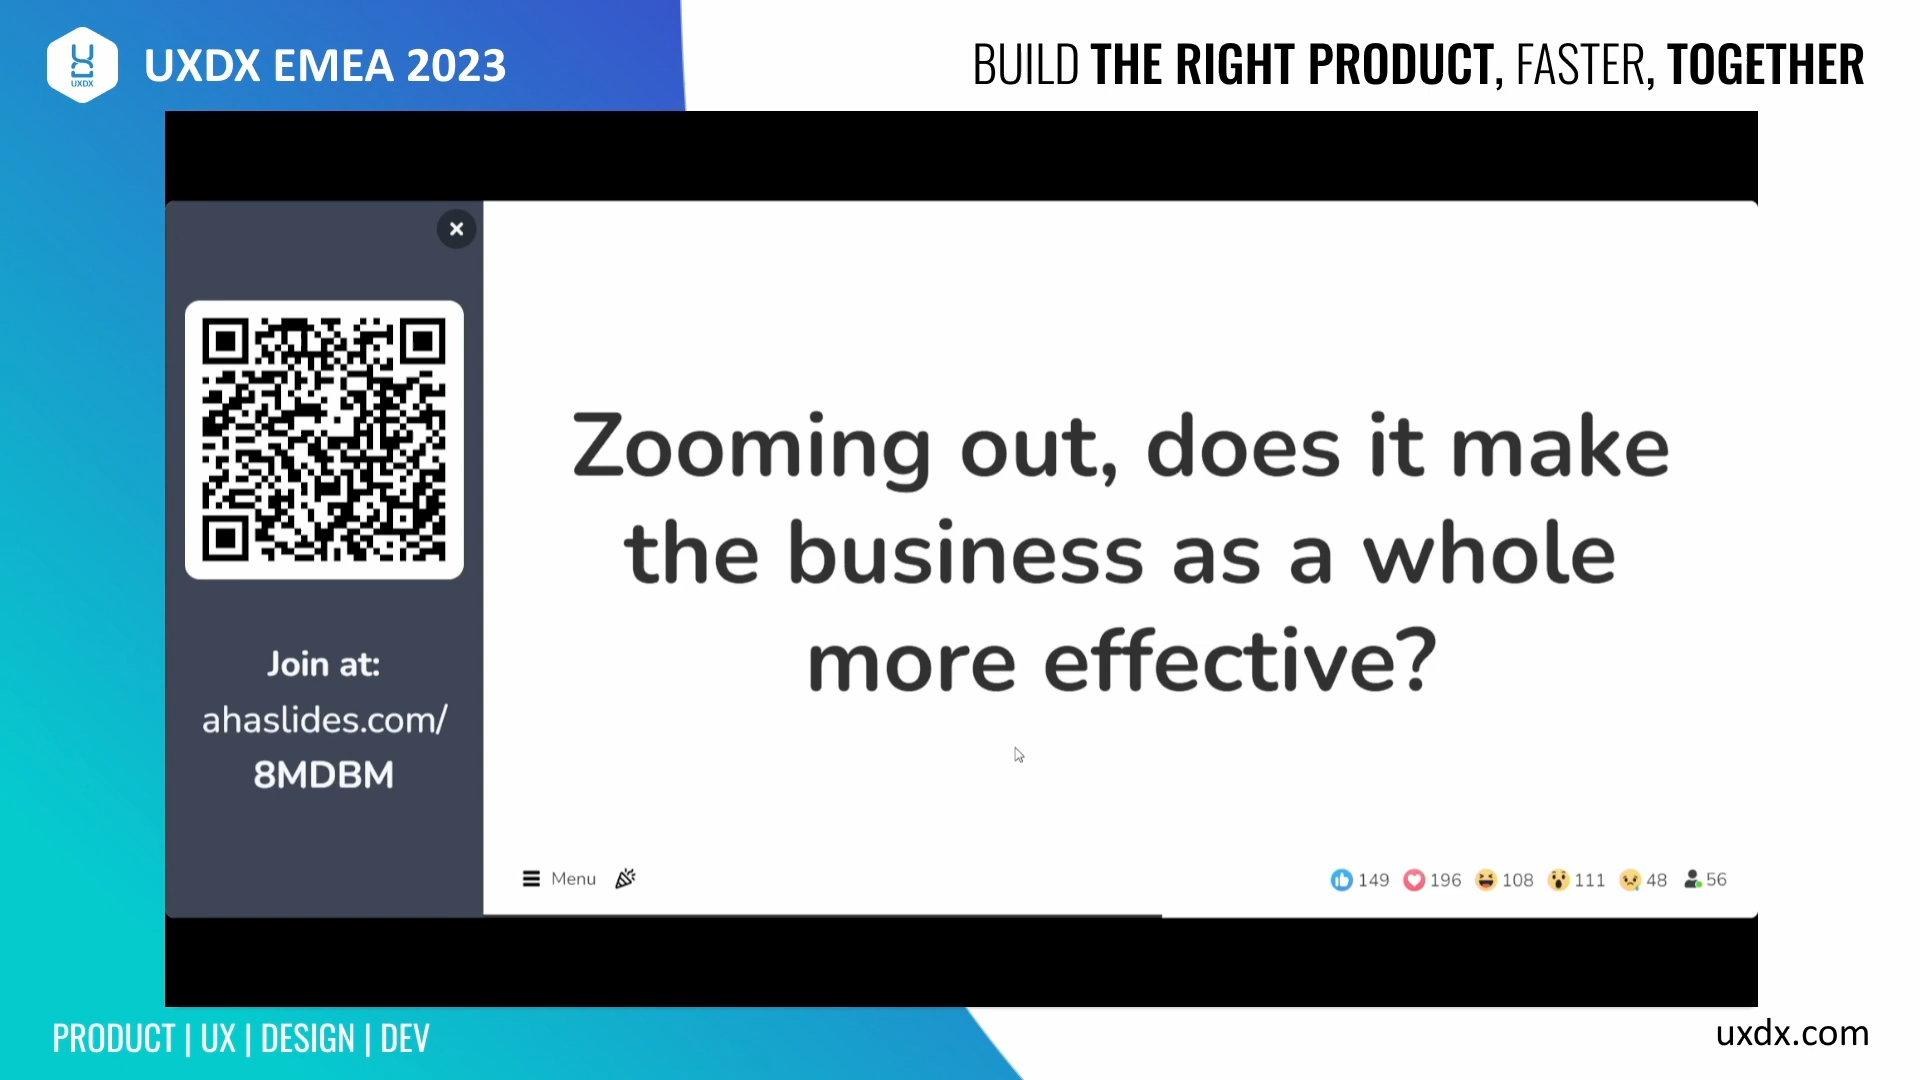 UXDX
UXDX EMEA 2023
BUILD THE RIGHT PRODUCT, FASTER, TOGETHER
Zooming out, does it make
the business as a whole
more effective?
Join at:
ahaslides.com/
8MDBM
Menu
149 196 108 111 48 56
PRODUCT | UX | DESIGN | DEV
uxdx.com